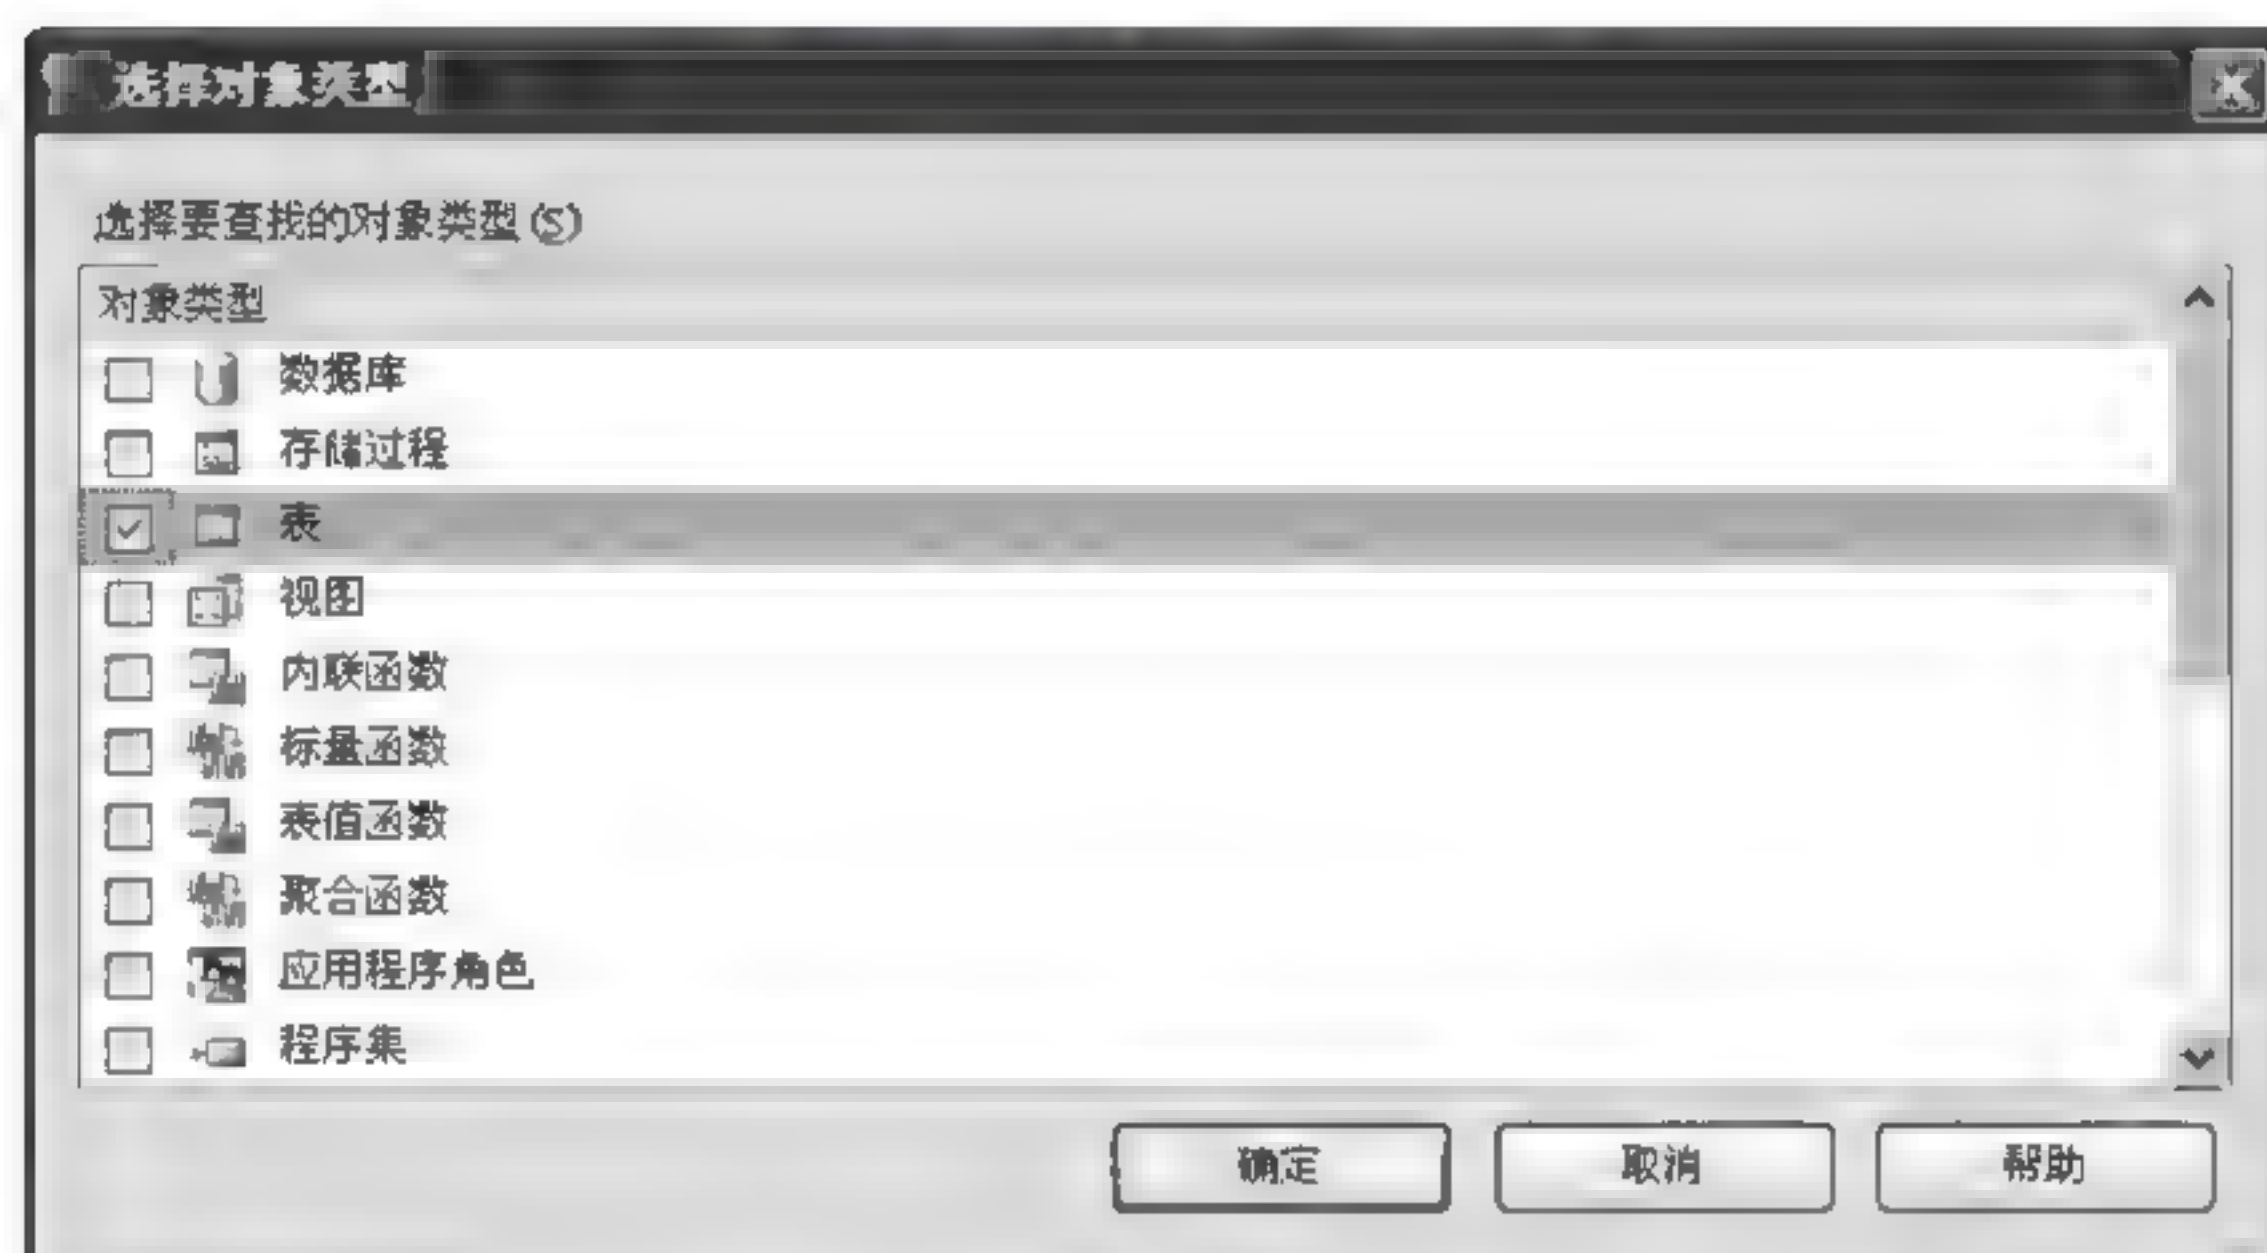 选择对象类型
选择要查找的对象类型(S)
对象类型
数据库
存储过程
表
视图
内联函数
标量函数
表值函数
聚合函数
应用程序角色
程序集
确定 取消 帮助